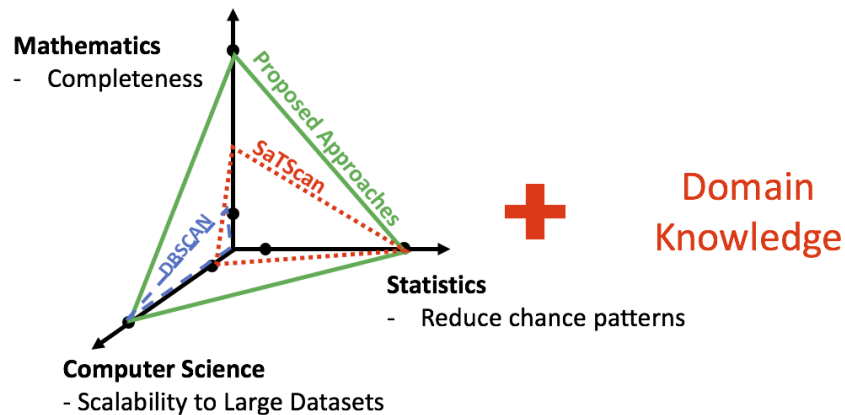 Mathematics
- Completeness
Proposed Approaches
SaTScan
DBSCAN
Domain
Knowledge
Statistics
- Reduce chance patterns
Computer Science
- Scalability to Large Datasets